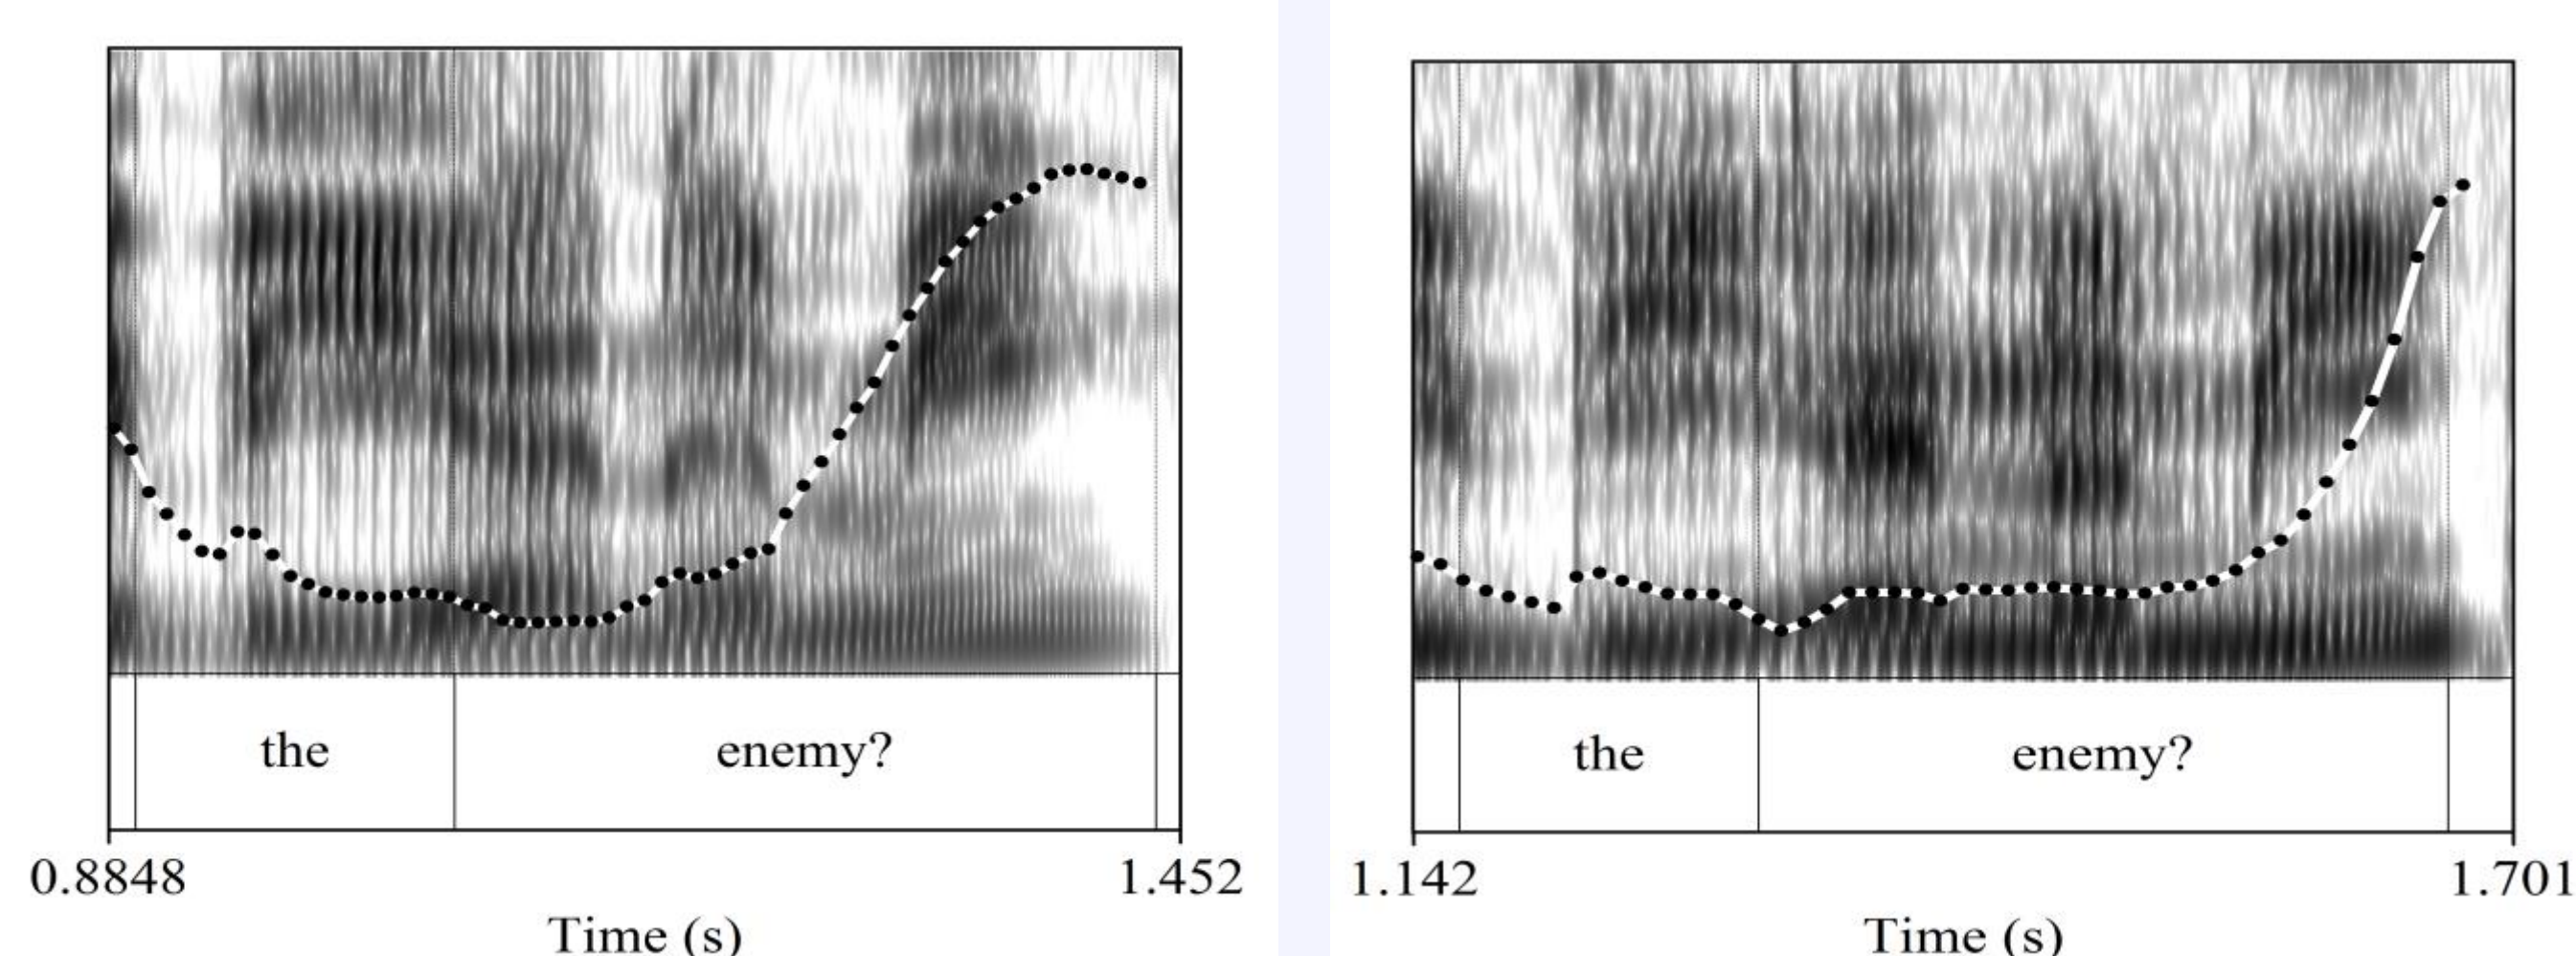 the enemy? the enemy?
0.8848 1.452 1.142 1.701
Time (s) Time (s)